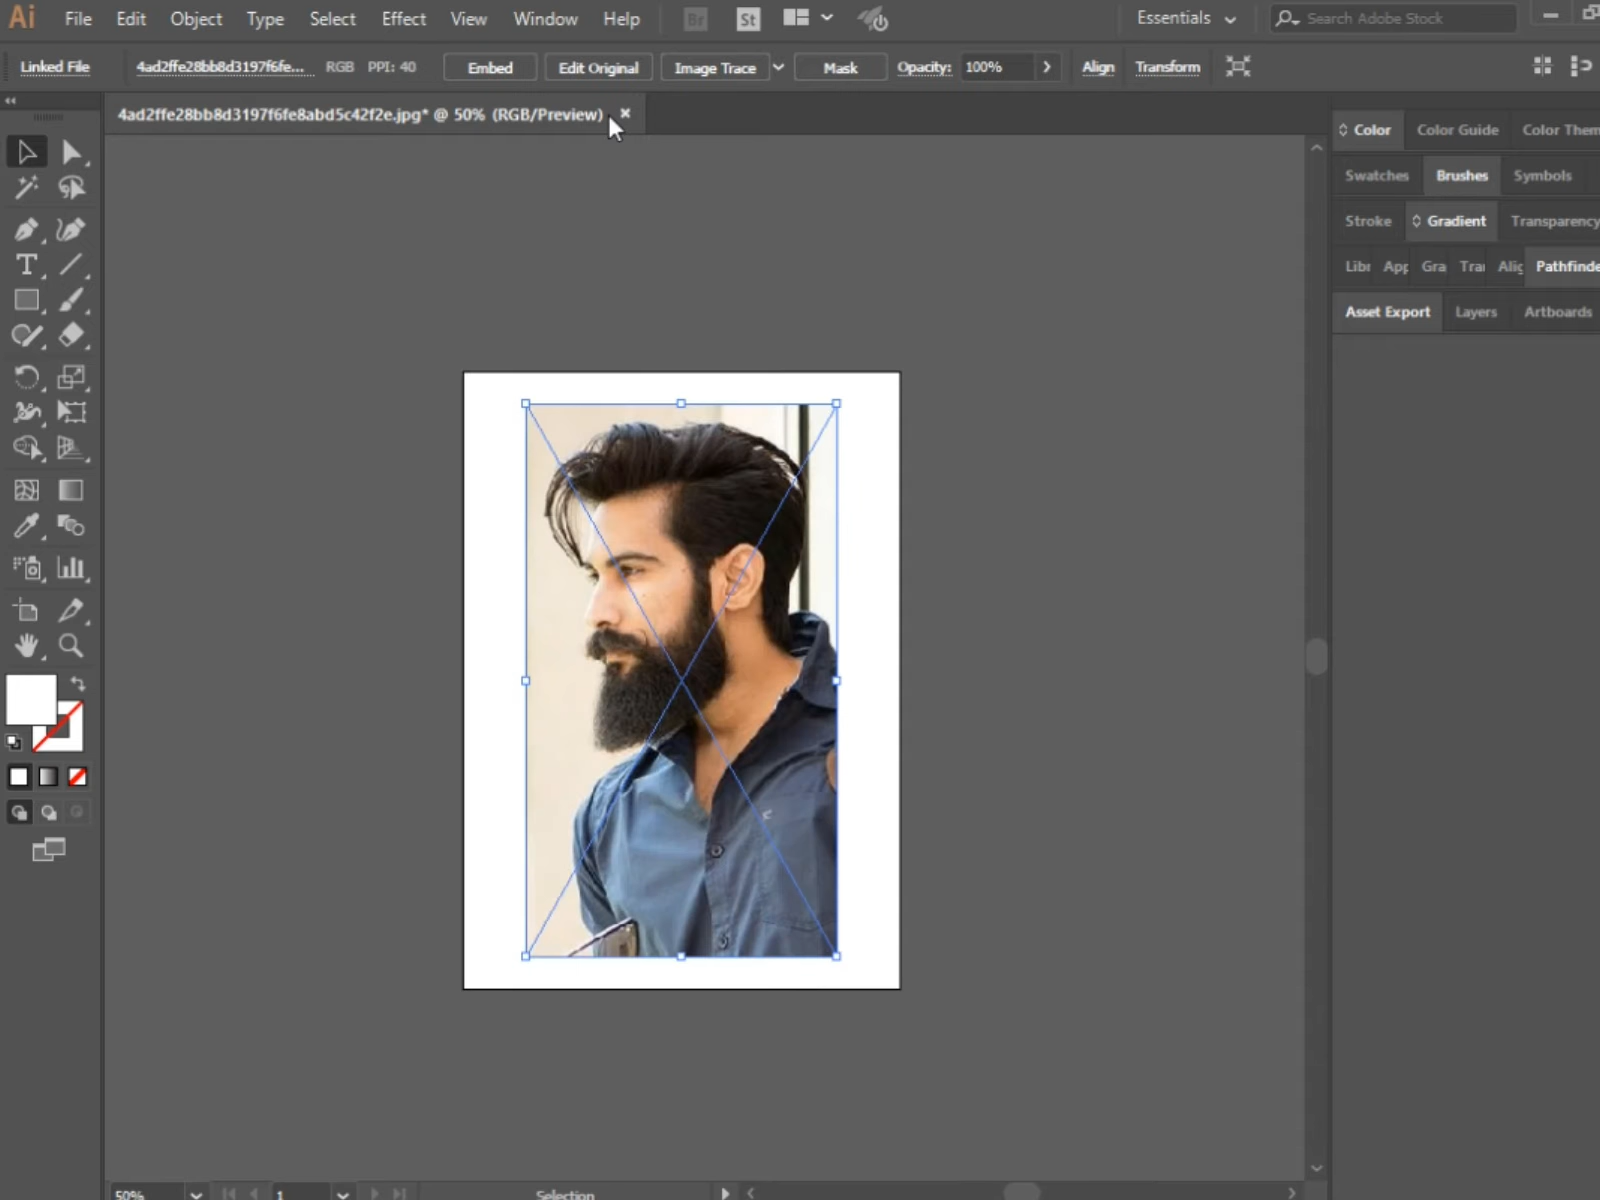 Ai File Edit Object Type Select Effect View Window Help Br St Essentials Search Adobe Stock
Linked File 4ad2ffe28bb8d3197f6fe... RGB PPI: 40 Embed Edit Original Image Trace Mask Opacity: 100% Align Transform
4ad2ffe28bb8d3197f6fe8abd5c42f2e.jpg* @ 50% (RGB/Preview)
Color Color Guide Color Them
Swatches Brushes Symbols
Stroke Gradient Transparency
Libr App Gra Trai Alig Pathfinde
Asset Export Layers Artboards
T
50% 1 Selection